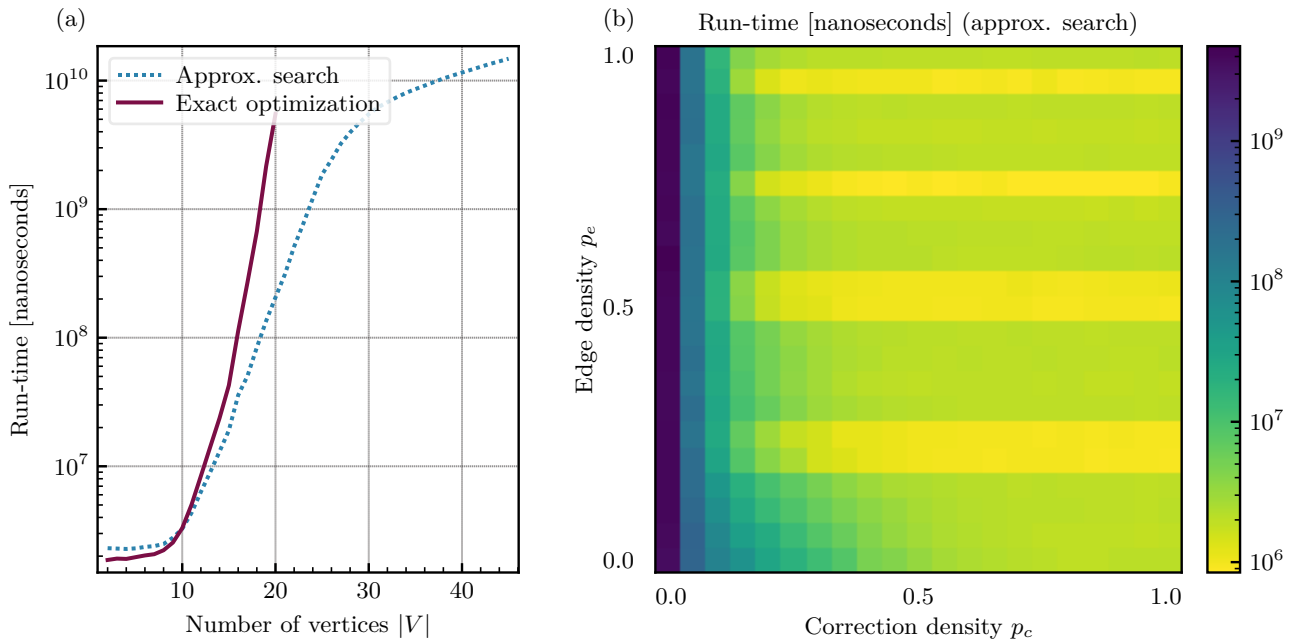 (a)
Approx. search
Exact optimization
10^10
10^9
10^8
10^7
Run-time [nanoseconds]
10
20
30
40
Number of vertices |V|
(b)
Run-time [nanoseconds] (approx. search)
1.0
0.5
0.0
Edge density p_e
0.0
0.5
1.0
Correction density p_c
10^9
10^8
10^7
10^6